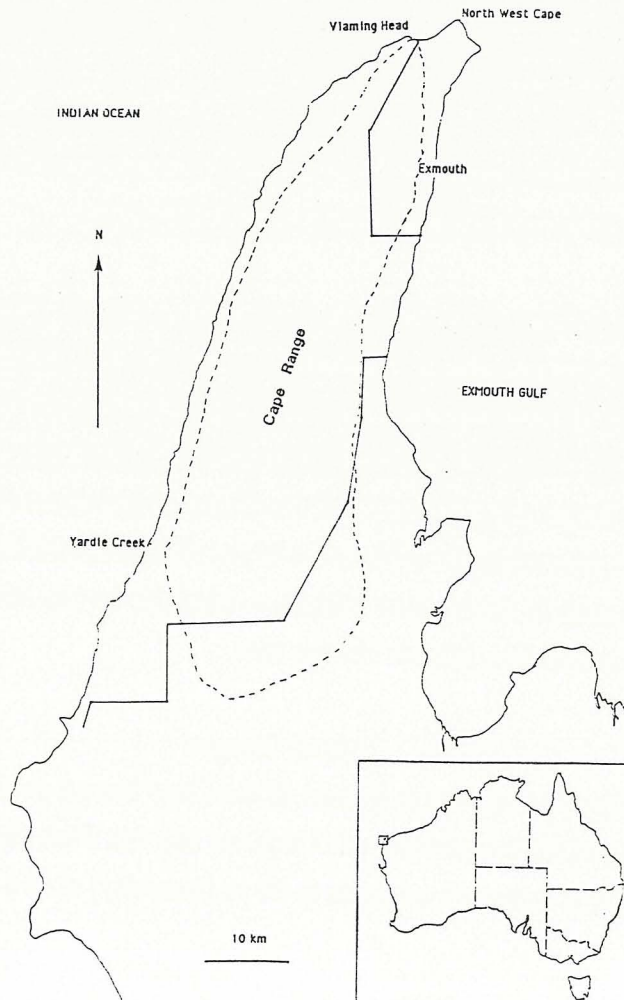 North West Cape
Vlaming Head
INDIAN OCEAN
Exmouth
N
Cape Range
EXMOUTH GULF
Yardie Creek
10 km